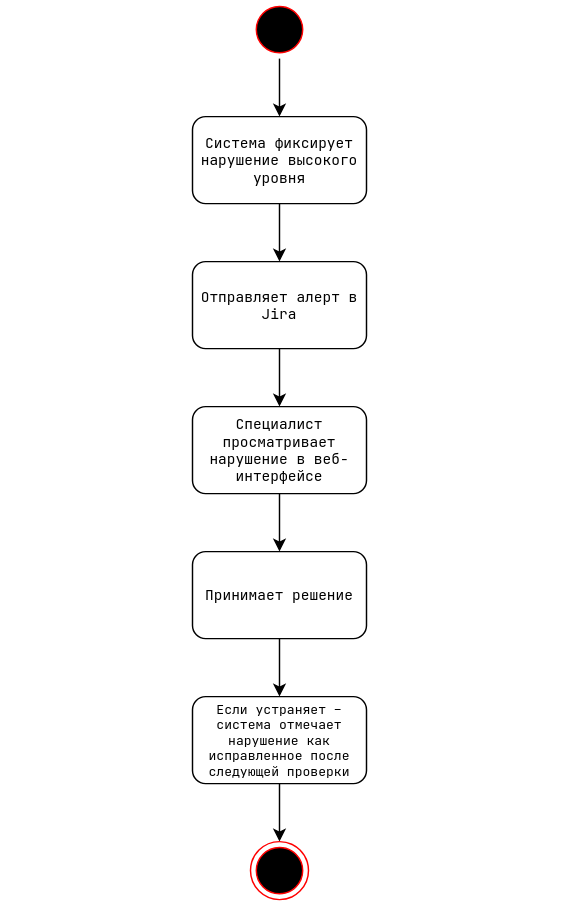 Система фиксирует
нарушение высокого
уровня
Отправляет алерт в
Jira
Специалист
просматривает
нарушение в веб-
интерфейсе
Принимает решение
Если устраняет –
система отмечает
нарушение как
исправленное после
следующей проверки